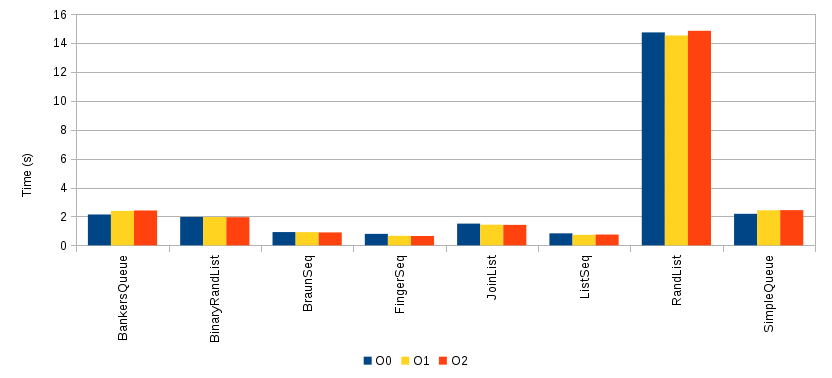 16
14
12
10
8
6
4
2
0
Time (s)
BankersQueue
BinaryRandList
BraunSeq
FingerSeq
JoinList
ListSeq
RandList
SimpleQueue
O0 O1 O2